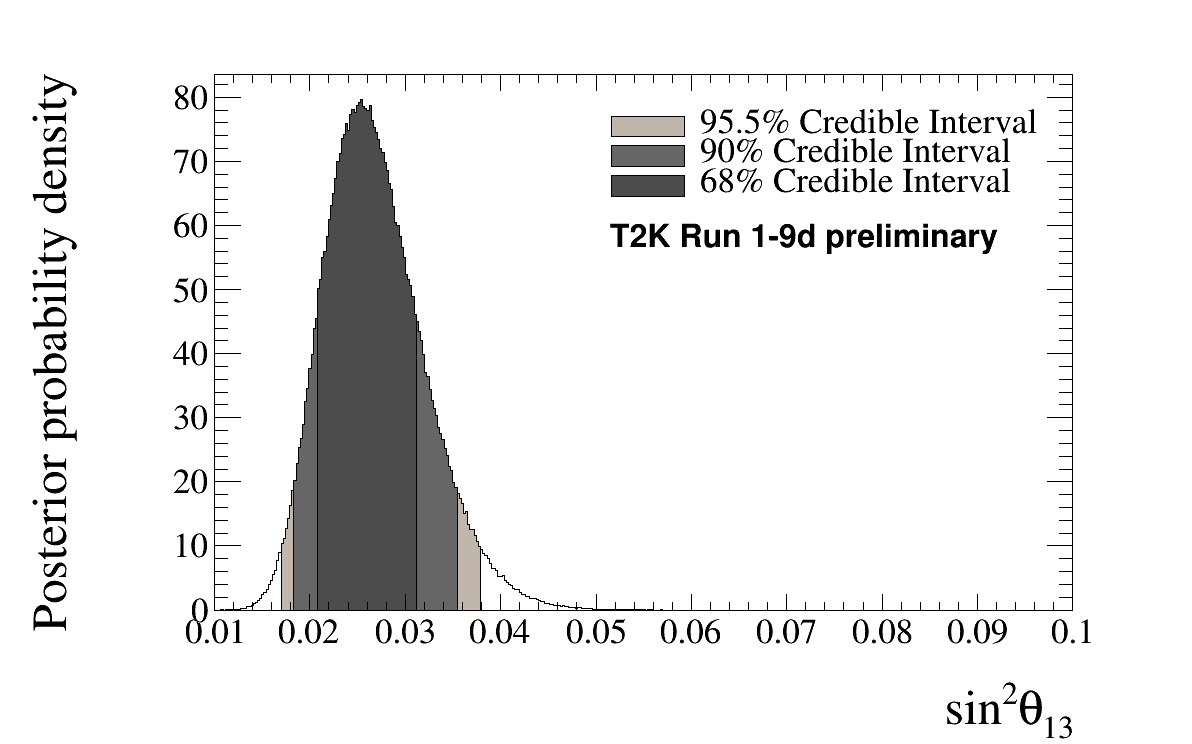 Posterior probability density
80
70
60
50
40
30
20
10
0
95.5% Credible Interval
90% Credible Interval
68% Credible Interval
T2K Run 1-9d preliminary
0.01 0.02 0.03 0.04 0.05 0.06 0.07 0.08 0.09 0.1
sin²θ₁₃